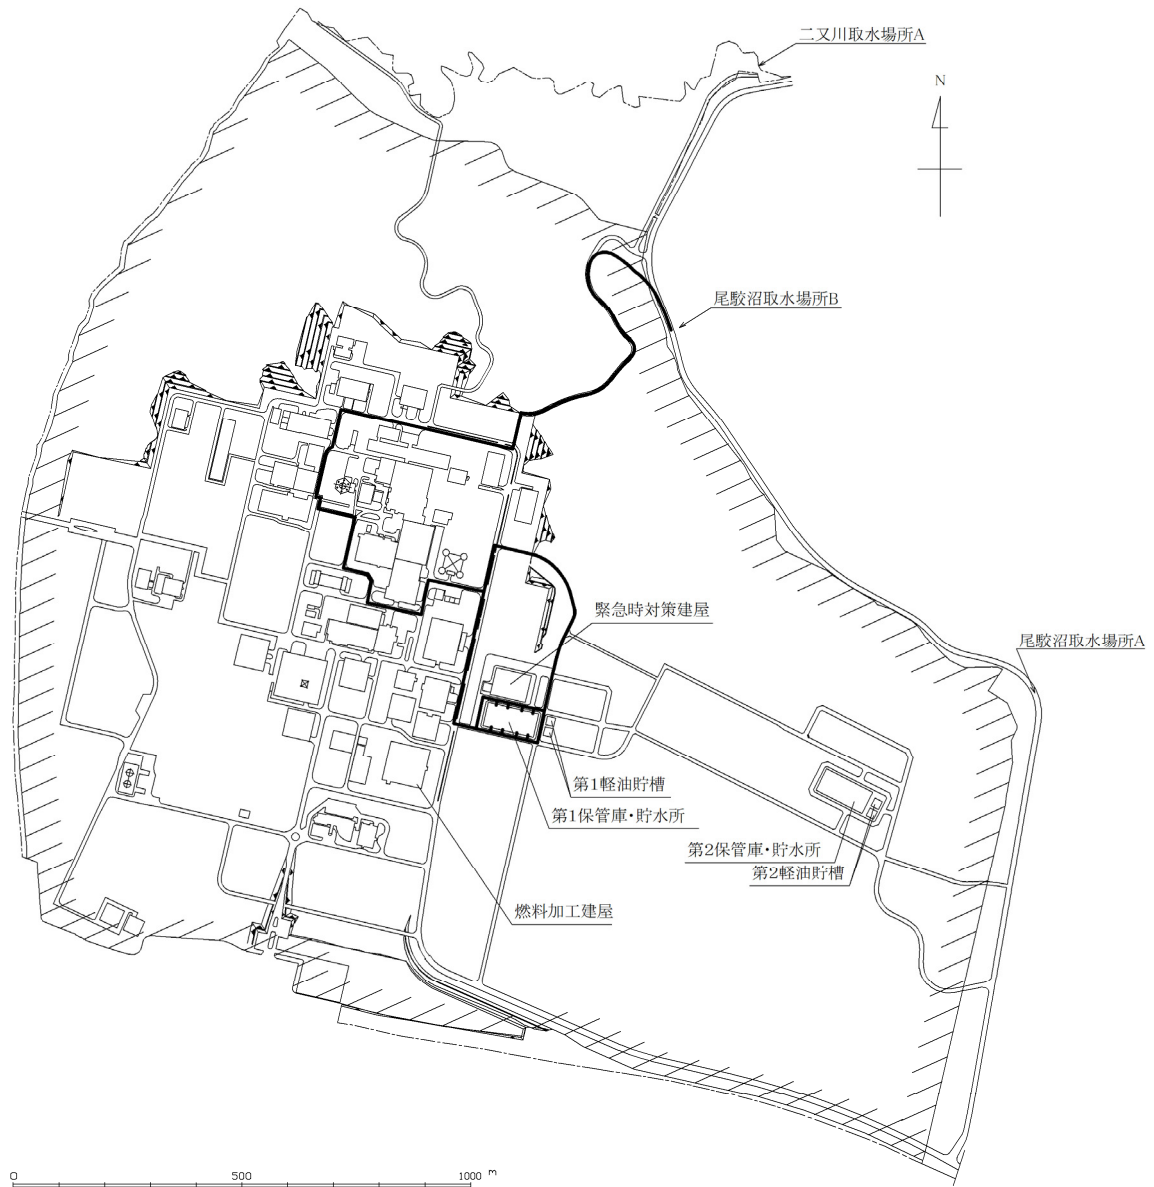 二又川取水場所A
N
尾駮沼取水場所B
緊急時対策建屋
尾駮沼取水場所A
第1軽油貯槽
第1保管庫・貯水所
第2保管庫・貯水所
第2軽油貯槽
燃料加工建屋
0 500 1000 m